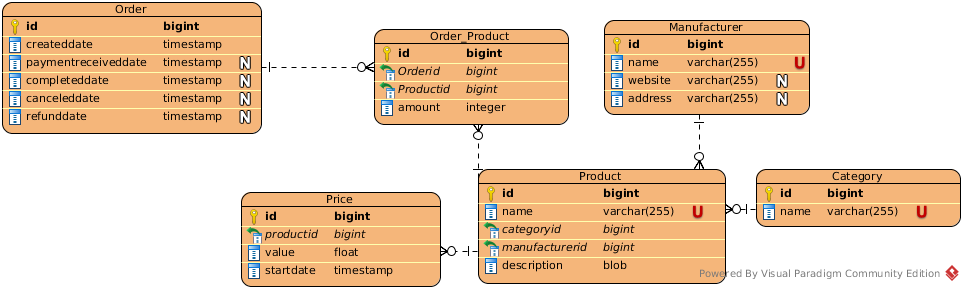 Order
id bigint
createddate timestamp
paymentreceiveddate timestamp N
completeddate timestamp N
canceleddate timestamp N
refunddate timestamp N
Order_Product
id bigint
Orderid bigint
Productid bigint
amount integer
Manufacturer
id bigint
name varchar(255) U
website varchar(255) N
address varchar(255) N
Price
id bigint
productid bigint
value float
startdate timestamp
Product
id bigint
name varchar(255) U
categoryid bigint
manufacturerid bigint
description blob
Category
id bigint
name varchar(255) U
Powered By Visual Paradigm Community Edition